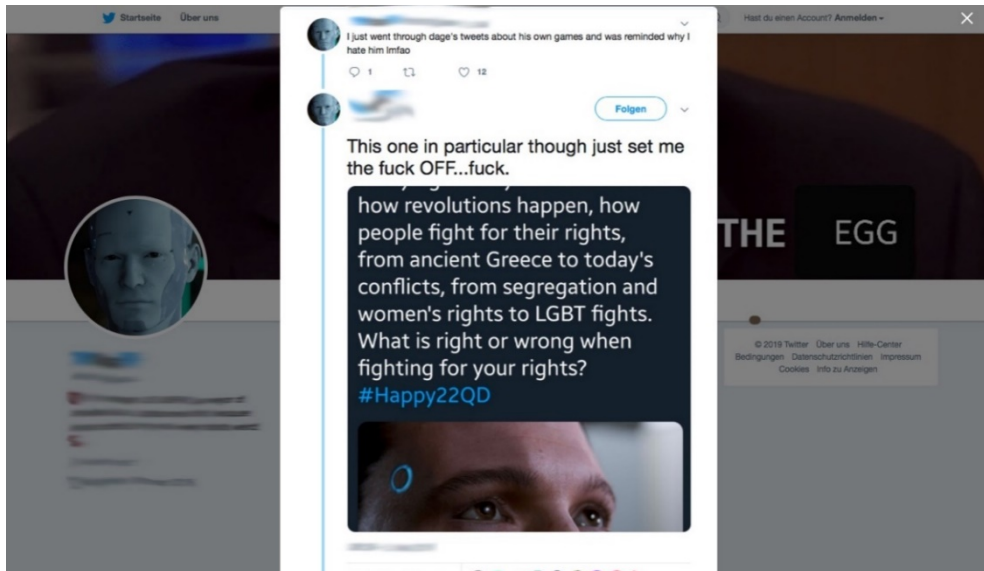 Startseite Über uns
Hast du einen Account? Anmelden
I just went through dage's tweets about his own games and was reminded why I
hate him lmfao
1 12
Folgen
This one in particular though just set me
the fuck OFF...fuck.
how revolutions happen, how
people fight for their rights,
from ancient Greece to today's
conflicts, from segregation and
women's rights to LGBT fights.
What is right or wrong when
fighting for your rights?
#Happy22QD
THE EGG
© 2019 Twitter Über uns Hilfe-Center
Bedingungen Datenschutzrichtlinien Impressum
Cookies Info zu Anzeigen